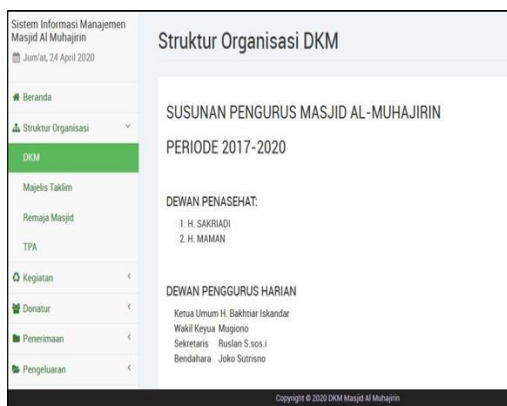 Sistem Informasi Manajemen
Masjid Al Muhajirin
Jum'at, 24 April 2020
Beranda
Struktur Organisasi
DKM
Majelis Taklim
Remaja Masjid
TPA
Kegiatan
Donatur
Penerimaan
Pengeluaran
Struktur Organisasi DKM
SUSUNAN PENGURUS MASJID AL-MUHAJIRIN
PERIODE 2017-2020
DEWAN PENASEHAT:
1. H. SAKRIADI
2. H. MAMAN
DEWAN PENGGURUS HARIAN
Ketua Umum H. Bakhtiar Iskandar
Wakil Keyua Mugiono
Sekretaris Ruslan S.sos.i
Bendahara Joko Sutrisno
Copyright © 2020 DKM Masjid Al Muhajirin